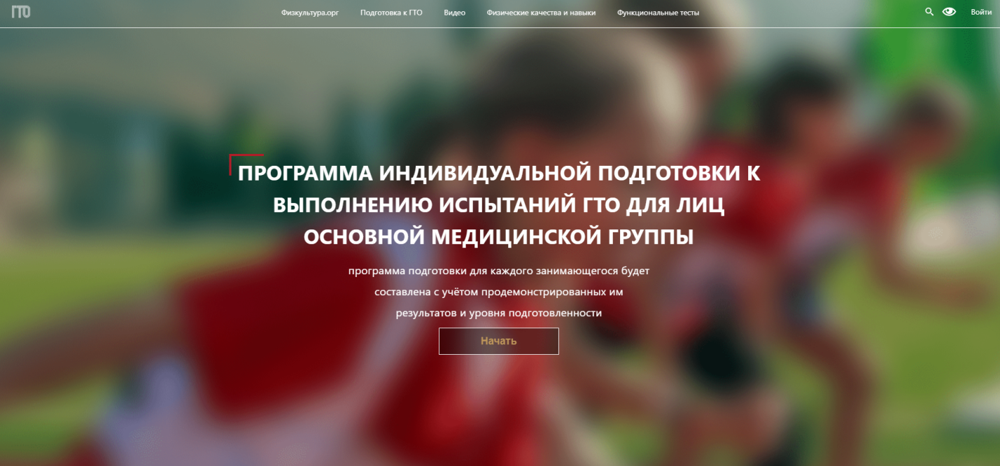 ГТО
Физкультура.орг
Подготовка к ГТО
Видео
Физические качества и навыки
Функциональные тесты
Войти
ПРОГРАММА ИНДИВИДУАЛЬНОЙ ПОДГОТОВКИ К
ВЫПОЛНЕНИЮ ИСПЫТАНИЙ ГТО ДЛЯ ЛИЦ
ОСНОВНОЙ МЕДИЦИНСКОЙ ГРУППЫ
программа подготовки для каждого занимающегося будет
составлена с учётом продемонстрированных им
результатов и уровня подготовленности
Начать